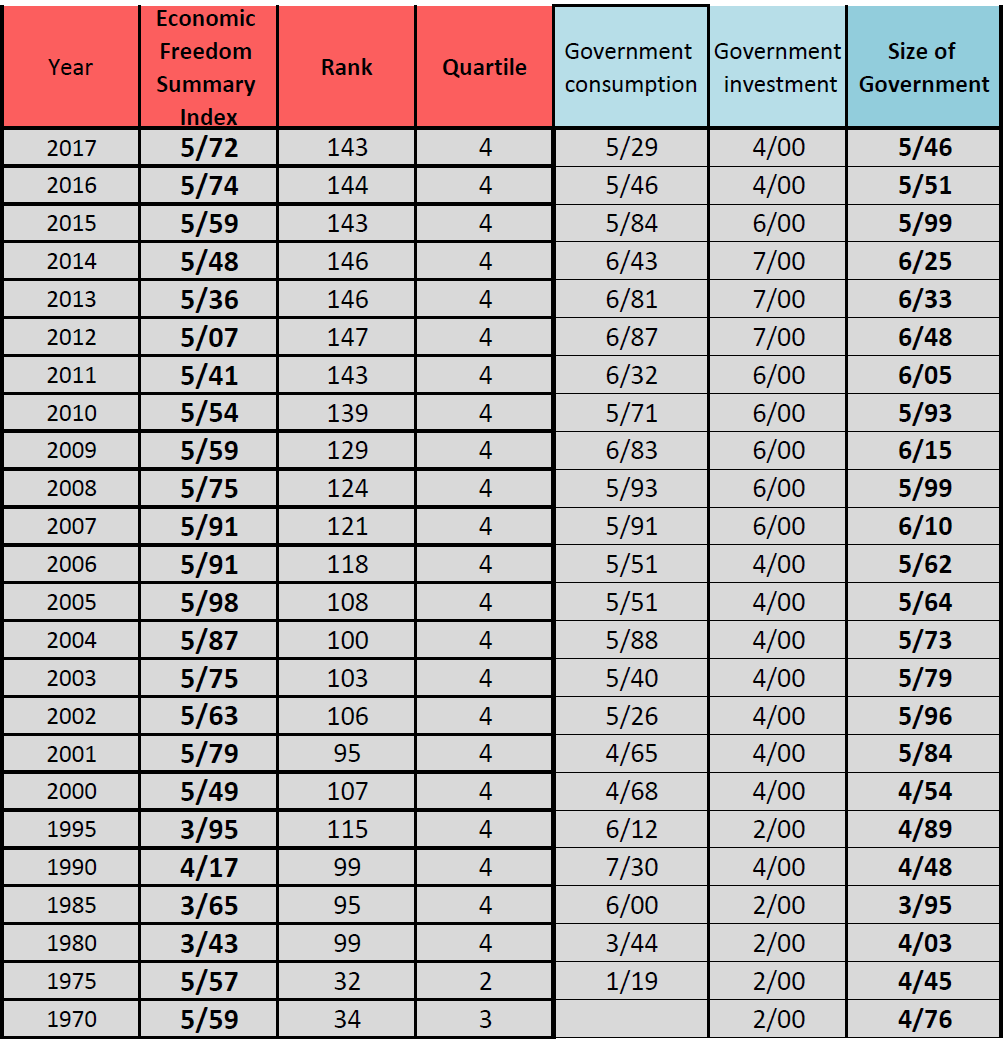 Year Economic Freedom Summary Index Rank Quartile Government consumption Government investment Size of Government
2017 5/72 143 4 5/29 4/00 5/46
2016 5/74 144 4 5/46 4/00 5/51
2015 5/59 143 4 5/84 6/00 5/99
2014 5/48 146 4 6/43 7/00 6/25
2013 5/36 146 4 6/81 7/00 6/33
2012 5/07 147 4 6/87 7/00 6/48
2011 5/41 143 4 6/32 6/00 6/05
2010 5/54 139 4 5/71 6/00 5/93
2009 5/59 129 4 6/83 6/00 6/15
2008 5/75 124 4 5/93 6/00 5/99
2007 5/91 121 4 5/91 6/00 6/10
2006 5/91 118 4 5/51 4/00 5/62
2005 5/98 108 4 5/51 4/00 5/64
2004 5/87 100 4 5/88 4/00 5/73
2003 5/75 103 4 5/40 4/00 5/79
2002 5/63 106 4 5/26 4/00 5/96
2001 5/79 95 4 4/65 4/00 5/84
2000 5/49 107 4 4/68 4/00 4/54
1995 3/95 115 4 6/12 2/00 4/89
1990 4/17 99 4 7/30 4/00 4/48
1985 3/65 95 4 6/00 2/00 3/95
1980 3/43 99 4 3/44 2/00 4/03
1975 5/57 32 2 1/19 2/00 4/45
1970 5/59 34 3 2/00 4/76